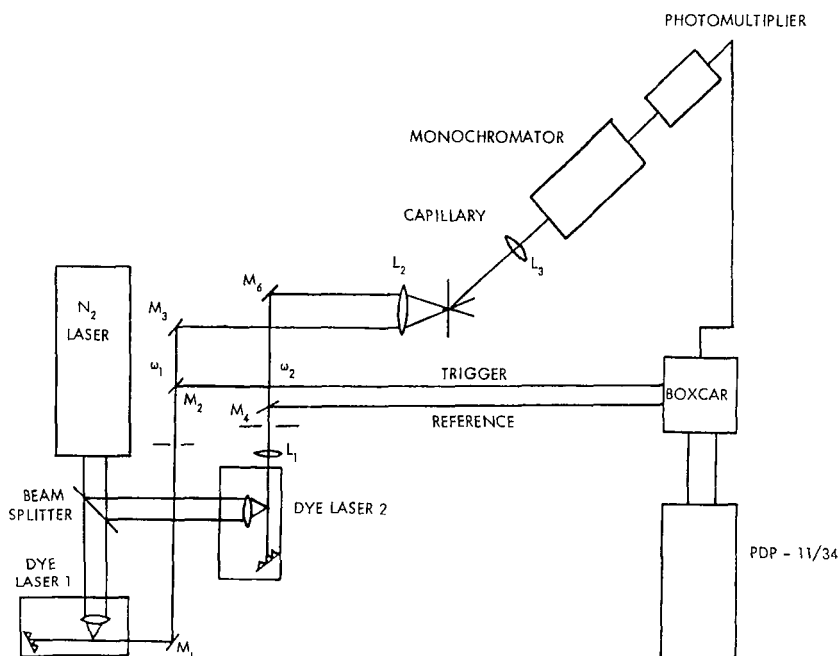 PHOTOMULTIPLIER
MONOCHROMATOR
CAPILLARY
L₃
L₂
M₆
N₂
LASER
M₃
ω₁
ω₂
TRIGGER
M₂
M₄
BOXCAR
REFERENCE
L₁
BEAM
SPLITTER
DYE LASER 2
PDP - 11/34
DYE
LASER 1
M₁